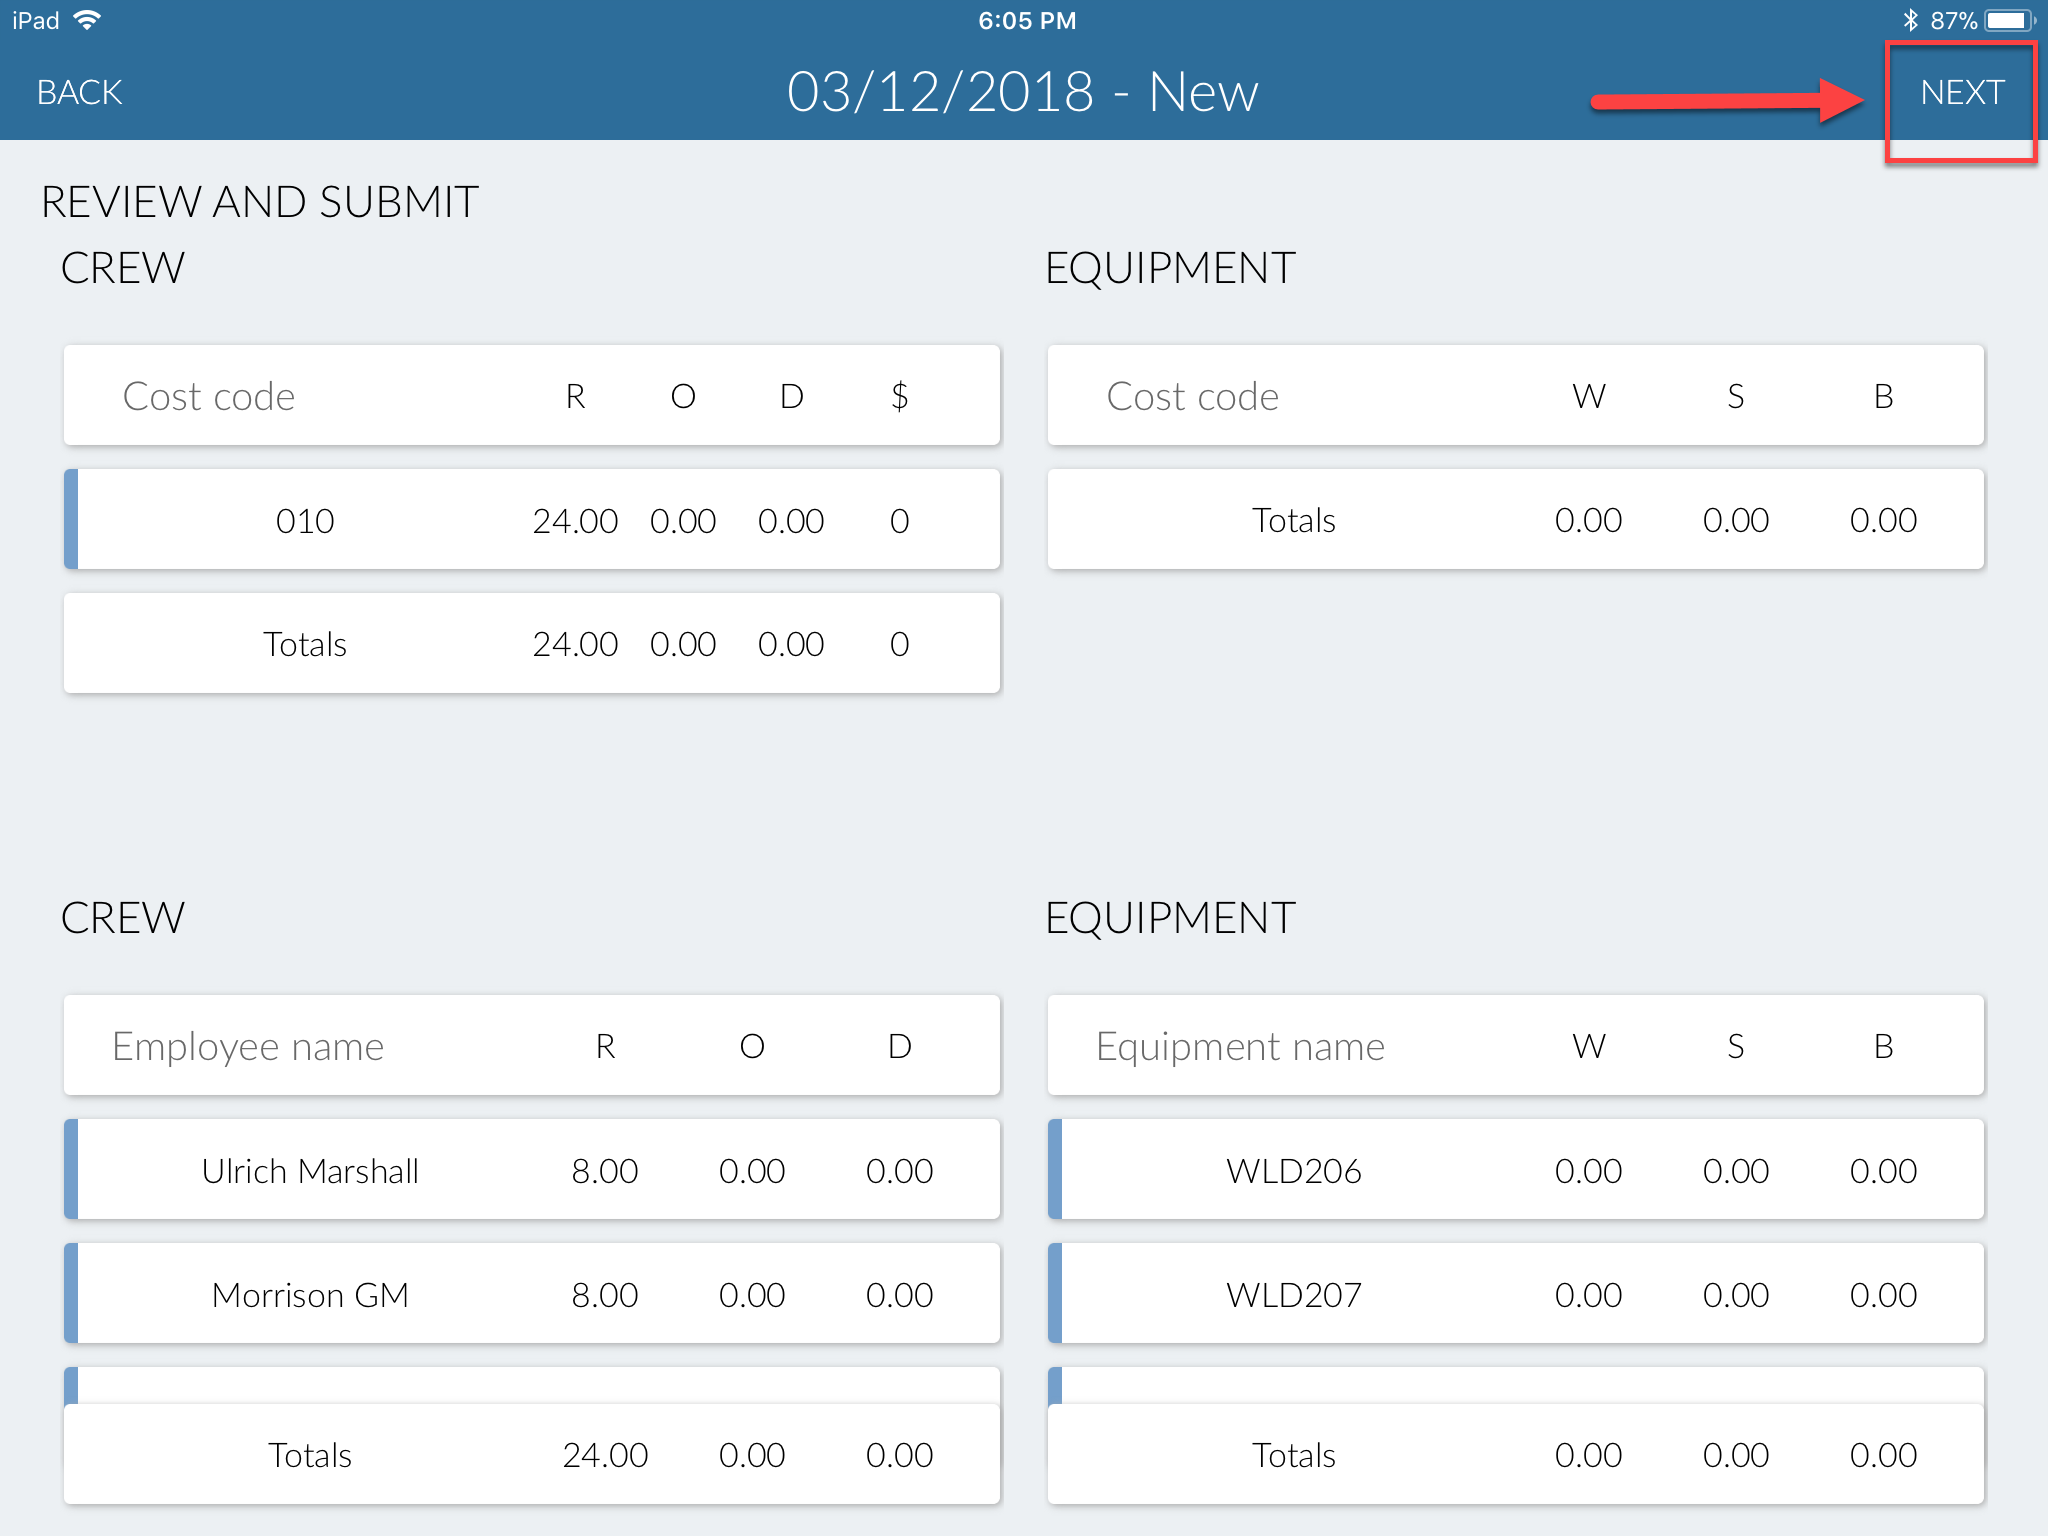 iPad 6:05 PM 87%
BACK 03/12/2018 - New NEXT
REVIEW AND SUBMIT
CREW
Cost code R O D $
010 24.00 0.00 0.00 0
Totals 24.00 0.00 0.00 0
EQUIPMENT
Cost code W S B
Totals 0.00 0.00 0.00
CREW
Employee name R O D
Ulrich Marshall 8.00 0.00 0.00
Morrison GM 8.00 0.00 0.00
Totals 24.00 0.00 0.00
EQUIPMENT
Equipment name W S B
WLD206 0.00 0.00 0.00
WLD207 0.00 0.00 0.00
Totals 0.00 0.00 0.00